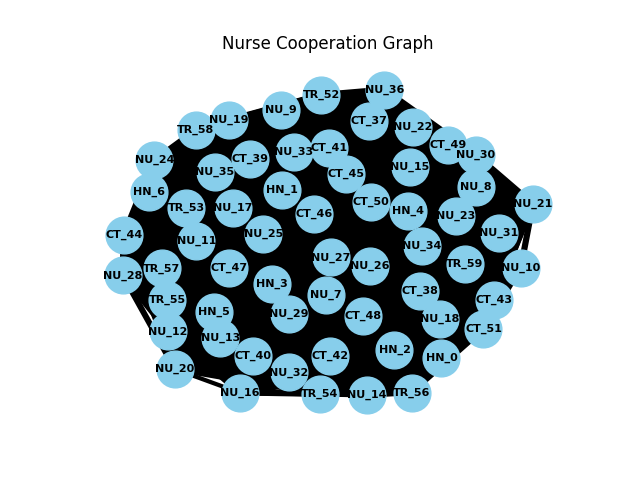 Nurse Cooperation Graph
NU_36
TR_52
NU_9
NU_19
CT_37
NU_22
TR_58
CT_49
CT_41
NU_33
NU_30
NU_24
CT_39
NU_15
NU_35
CT_45
NU_8
HN_6
HN_1
CT_50
NU_21
TR_53
NU_17
HN_4
CT_46
NU_23
NU_31
CT_44
NU_25
NU_11
NU_34
NU_27
NU_26
TR_59
TR_57
CT_47
NU_10
NU_28
HN_3
CT_38
NU_7
TR_55
CT_43
HN_5
NU_29
CT_48
NU_18
CT_51
NU_12
NU_13
HN_2
CT_40
CT_42
HN_0
NU_20
NU_32
NU_16
TR_54
NU_14
TR_56